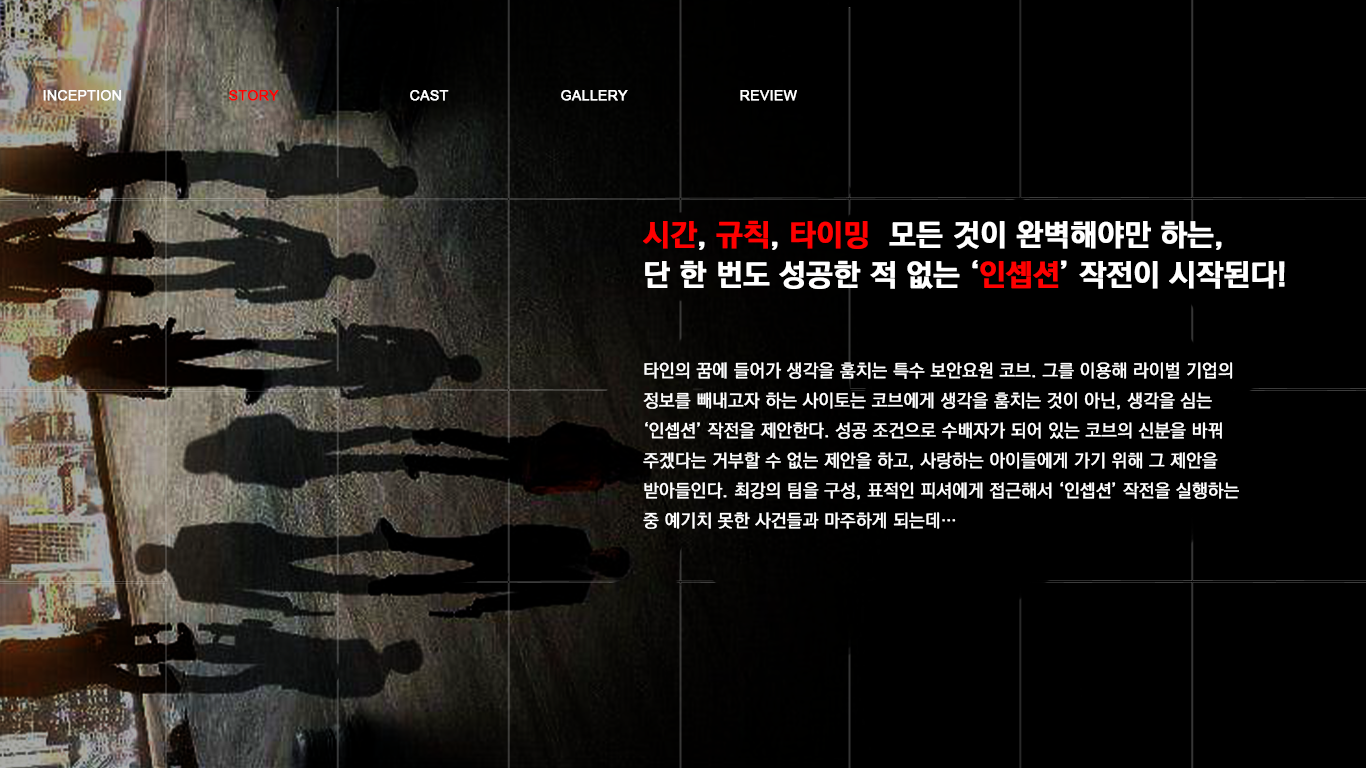 INCEPTION STORY CAST GALLERY REVIEW
시간, 규칙, 타이밍 모든 것이 완벽해야만 하는,
단 한 번도 성공한 적 없는 ‘인셉션’ 작전이 시작된다!
타인의 꿈에 들어가 생각을 훔치는 특수 보안요원 코브. 그를 이용해 라이벌 기업의
정보를 빼내고자 하는 사이토는 코브에게 생각을 훔치는 것이 아닌, 생각을 심는
‘인셉션’ 작전을 제안한다. 성공 조건으로 수배자가 되어 있는 코브의 신분을 바꿔
주겠다는 거부할 수 없는 제안을 하고, 사랑하는 아이들에게 가기 위해 그 제안을
받아들인다. 최강의 팀을 구성, 표적인 피셔에게 접근해서 ‘인셉션’ 작전을 실행하는
중 예기치 못한 사건들과 마주하게 되는데…